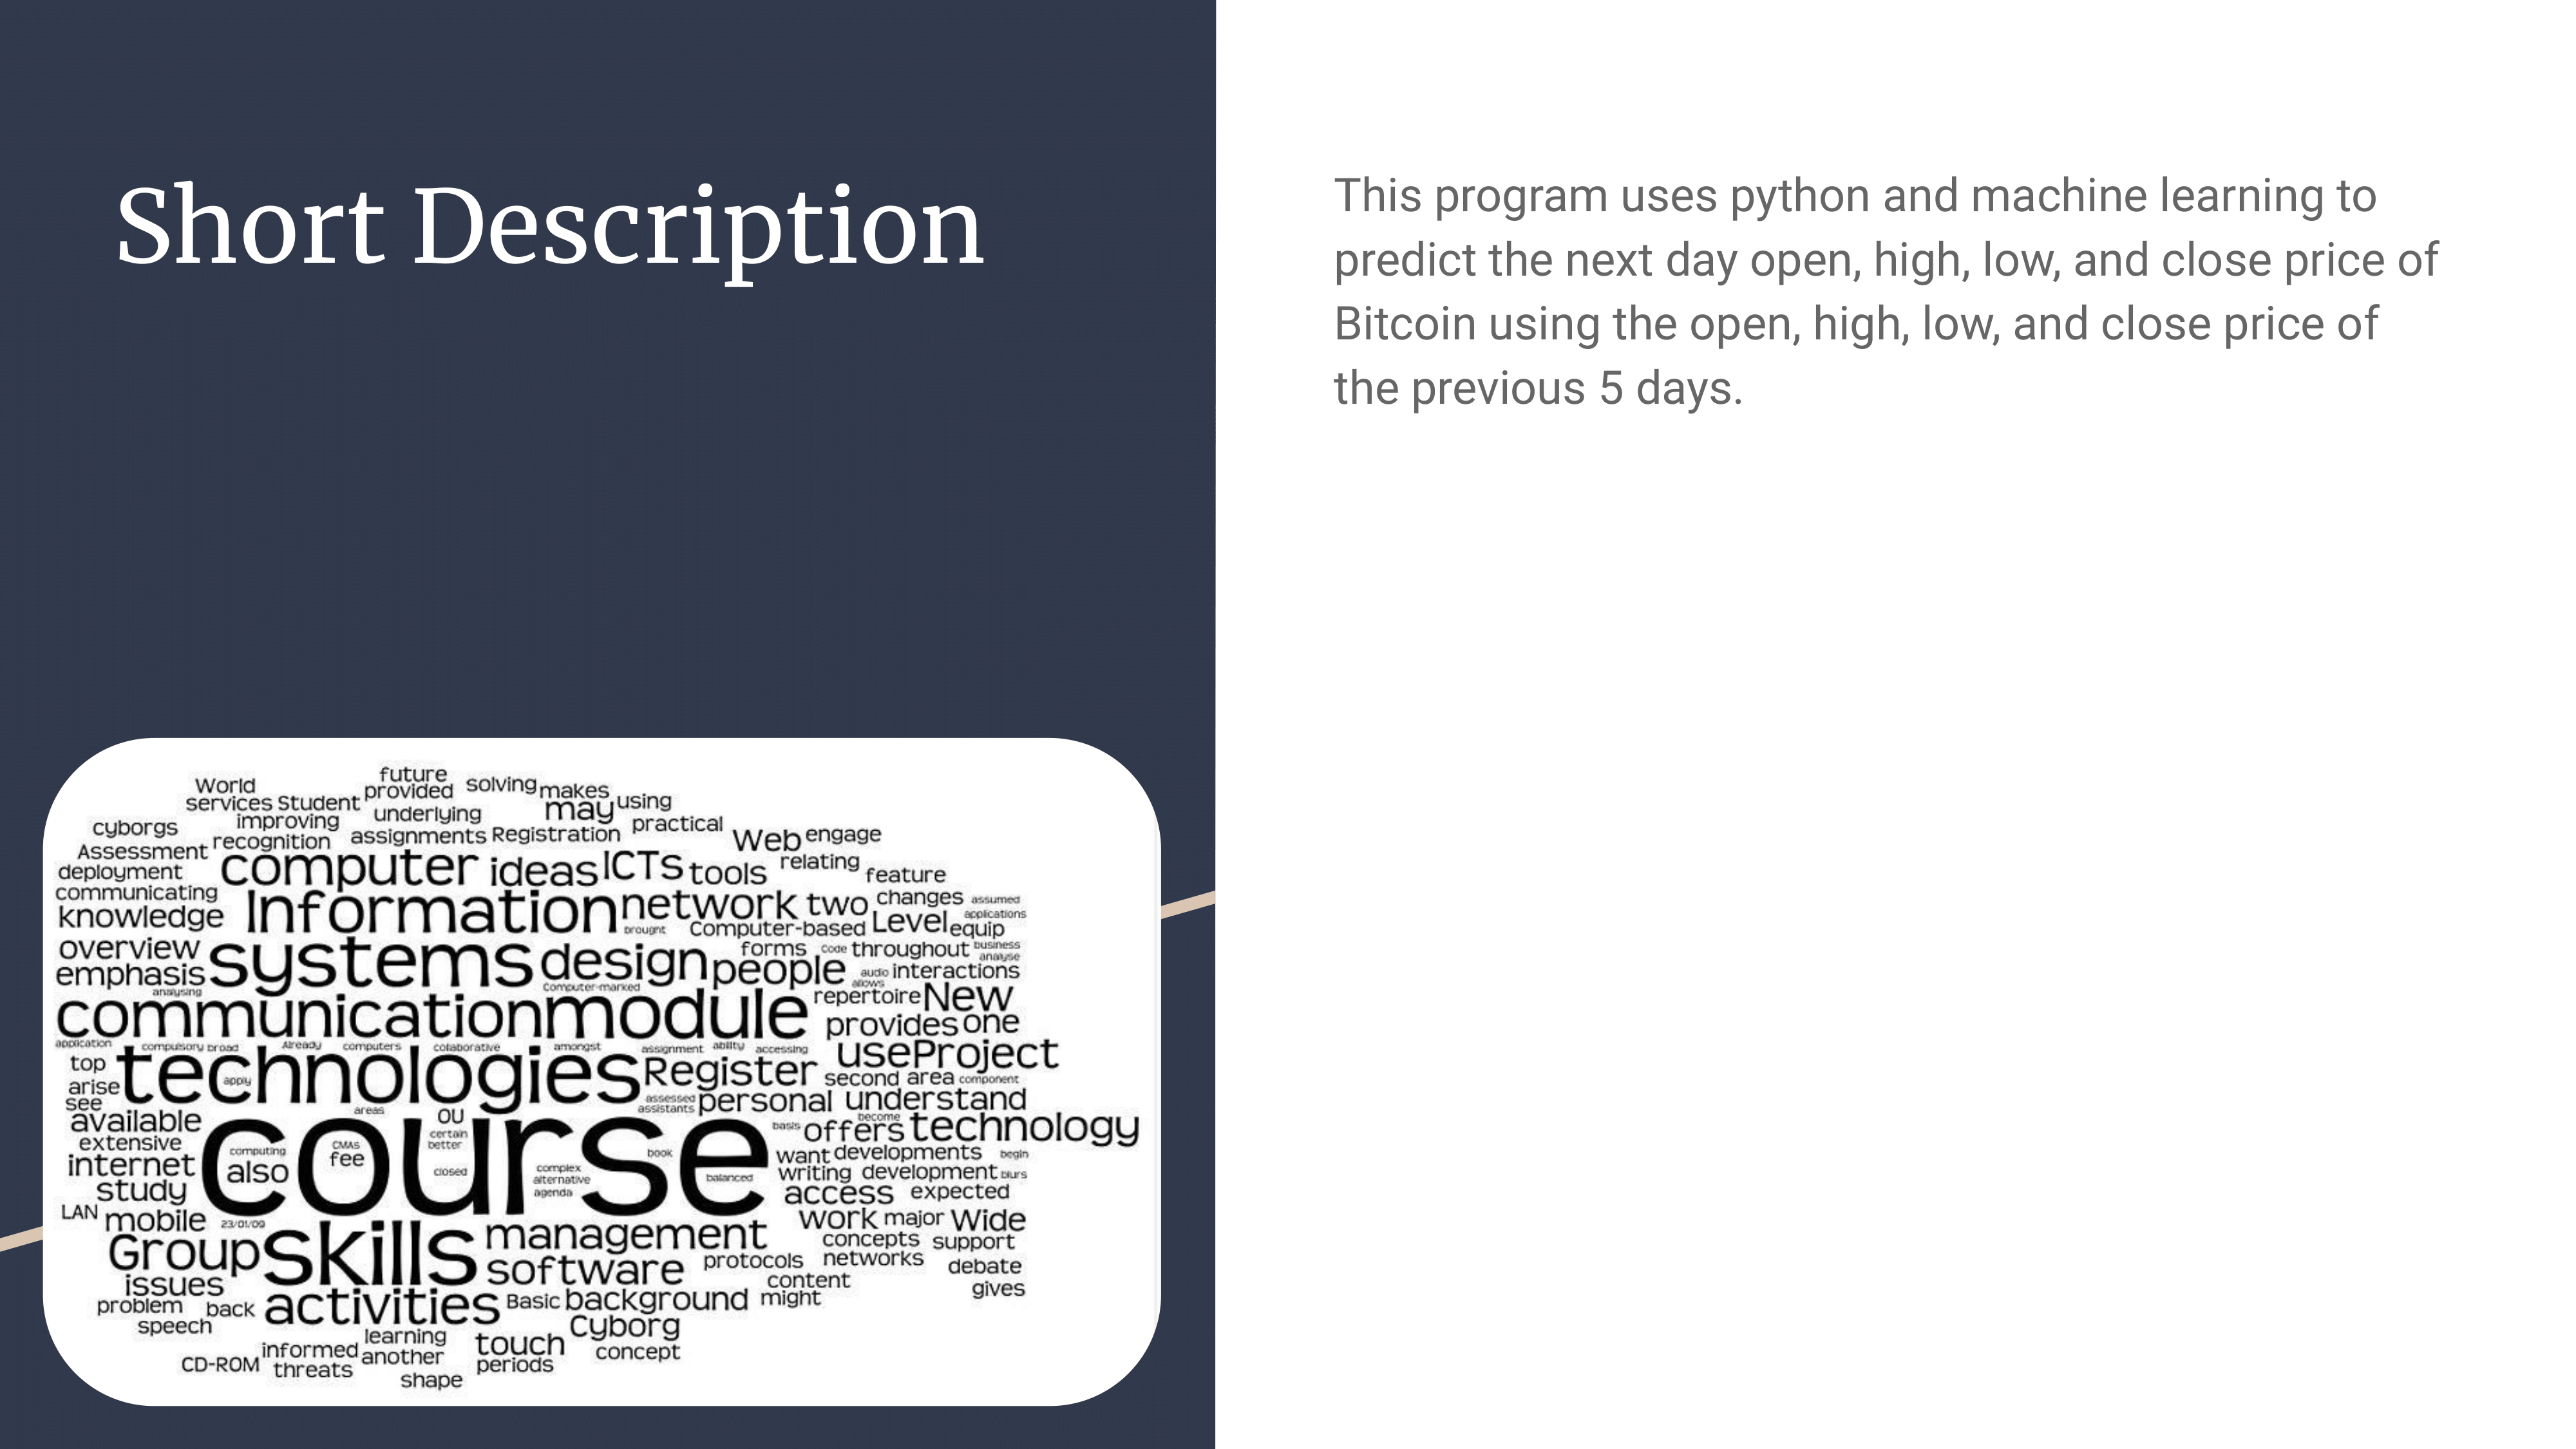 Short Description
This program uses python and machine learning to
predict the next day open, high, low, and close price of
Bitcoin using the open, high, low, and close price of
the previous 5 days.
future
World provided solving makes
services Student underlying may using
cyborgs improving practical
Assessment recognition assignments Registration Web engage
deployment computer ideas ICTs tools relating feature
communicating changes assumed
knowledge Information network two Level applications
brought Computer-based equip
overview systems design people forms code throughout business
analyse
emphasis audio interactions
analysing Computer-marked allows
communication module repertoire New
provides one
application compulsory broad Already computers collaborative amongst assignment ability accessing use Project
top technologies Register second area component
arise apply
see assessed personal understand
areas OU assistants become
available course basis offers technology
certain
extensive computing CMAs better book want developments begin
internet also fee closed complex writing development blurs
alternative balanced
study agenda access expected
LAN mobile 23/01/09 work major Wide
Group skills management concepts support
software protocols networks debate
issues content gives
problem back activities Basic background might
speech Cyborg
learning touch
informed another concept
CD-ROM threats periods
shape